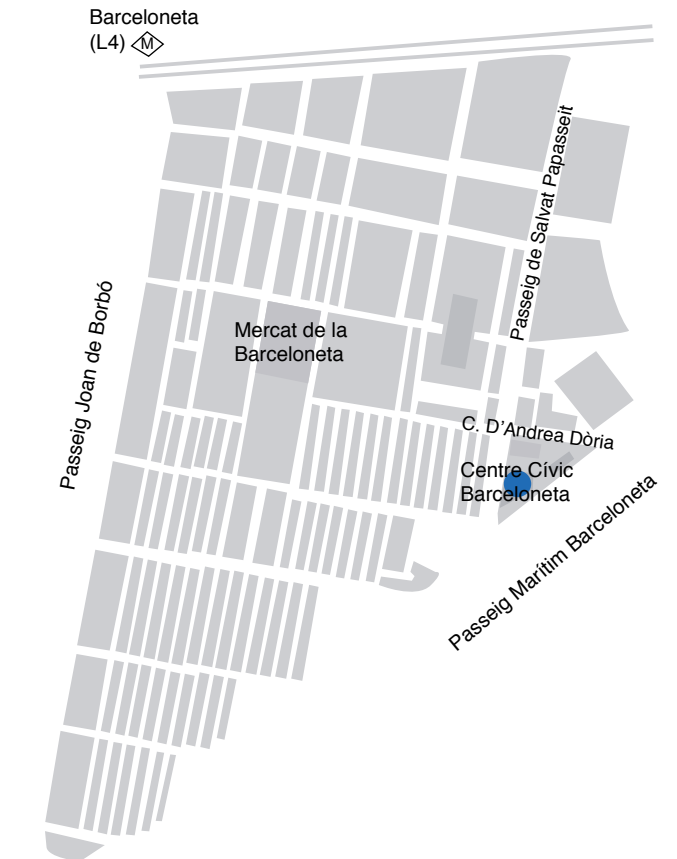 Barceloneta
(L4) M
Passeig de Salvat Papasseit
Passeig Joan de Borbó
Mercat de la
Barceloneta
C. D'Andrea Dòria
Centre Cívic
Barceloneta
Passeig Marítim Barceloneta